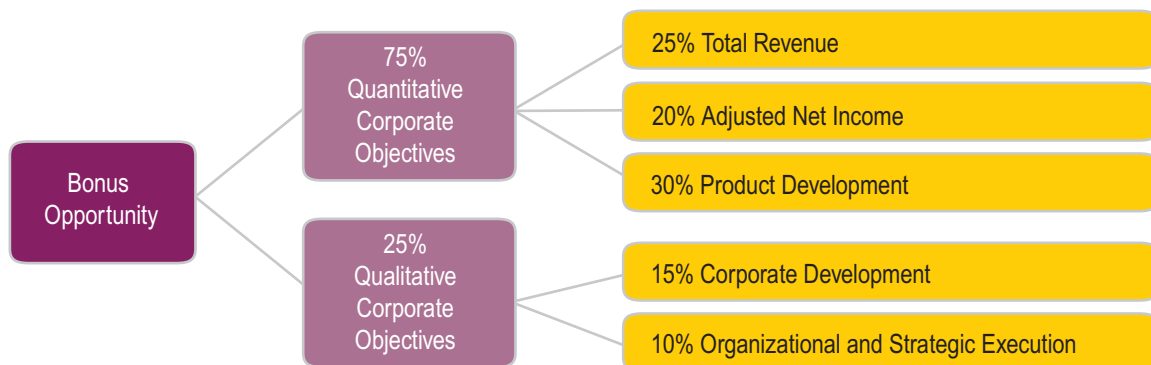 Bonus
Opportunity
75%
Quantitative
Corporate
Objectives
25% Total Revenue
20% Adjusted Net Income
30% Product Development
25%
Qualitative
Corporate
Objectives
15% Corporate Development
10% Organizational and Strategic Execution